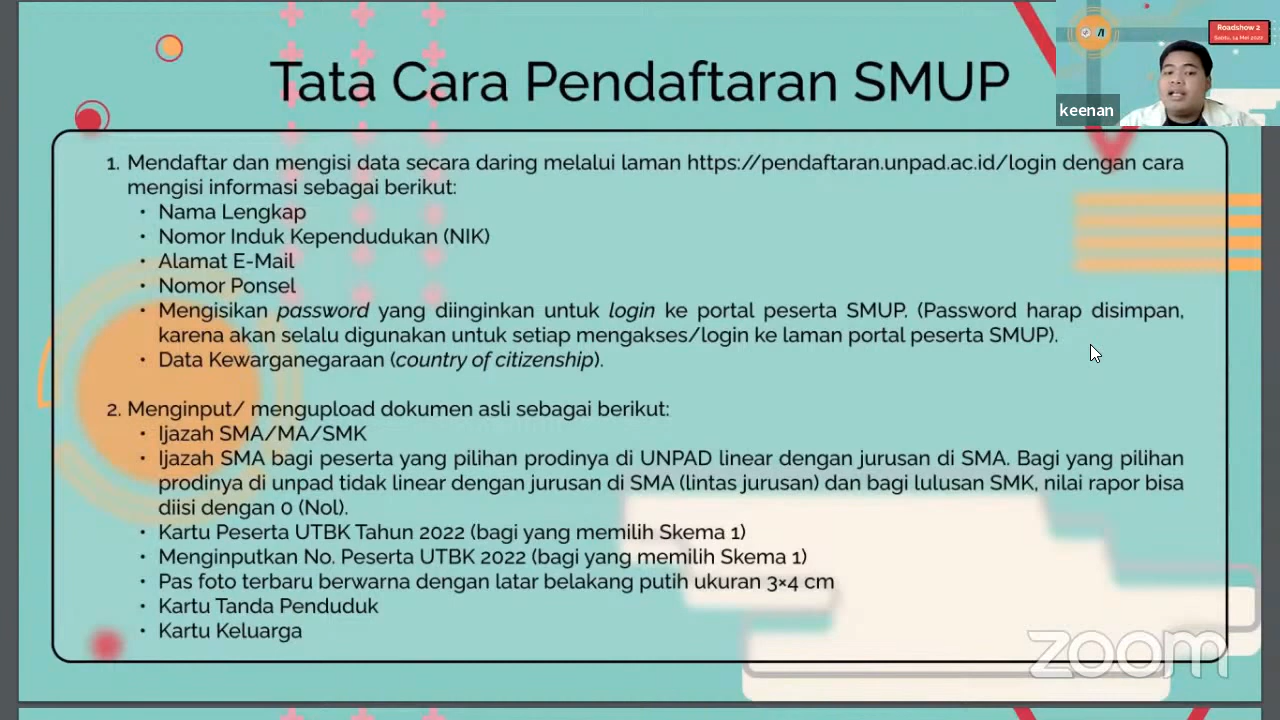 Tata Cara Pendaftaran SMUP
Roadshow 2
Sabtu, 14 Mei 2022
keenan
1. Mendaftar dan mengisi data secara daring melalui laman https://pendaftaran.unpad.ac.id/login dengan cara
mengisi informasi sebagai berikut:
• Nama Lengkap
• Nomor Induk Kependudukan (NIK)
• Alamat E-Mail
• Nomor Ponsel
• Mengisikan password yang diinginkan untuk login ke portal peserta SMUP. (Password harap disimpan,
karena akan selalu digunakan untuk setiap mengakses/login ke laman portal peserta SMUP).
• Data Kewarganegaraan (country of citizenship).
2. Menginput/ mengupload dokumen asli sebagai berikut:
• Ijazah SMA/MA/SMK
• Ijazah SMA bagi peserta yang pilihan prodinya di UNPAD linear dengan jurusan di SMA. Bagi yang pilihan
prodinya di unpad tidak linear dengan jurusan di SMA (lintas jurusan) dan bagi lulusan SMK, nilai rapor bisa
diisi dengan 0 (Nol).
• Kartu Peserta UTBK Tahun 2022 (bagi yang memilih Skema 1)
• Menginputkan No. Peserta UTBK 2022 (bagi yang memilih Skema 1)
• Pas foto terbaru berwarna dengan latar belakang putih ukuran 3×4 cm
• Kartu Tanda Penduduk
• Kartu Keluarga
zoom